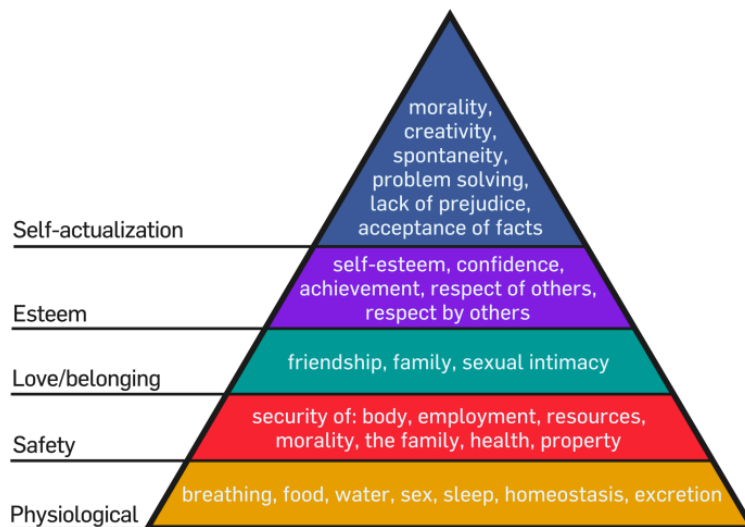 morality,
creativity,
spontaneity,
problem solving,
lack of prejudice,
acceptance of facts
Self-actualization
self-esteem, confidence,
achievement, respect of others,
respect by others
Esteem
friendship, family, sexual intimacy
Love/belonging
security of: body, employment, resources,
morality, the family, health, property
Safety
breathing, food, water, sex, sleep, homeostasis, excretion
Physiological